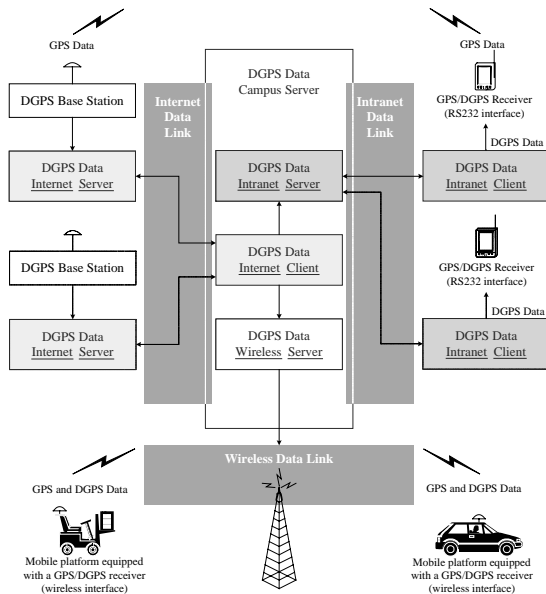 GPS Data
DGPS Base Station
DGPS Data
Internet Server
DGPS Base Station
DGPS Data
Internet Server
Internet
Data
Link
DGPS Data
Campus Server
DGPS Data
Intranet Server
DGPS Data
Internet Client
DGPS Data
Wireless Server
Intranet
Data
Link
GPS Data
GPS/DGPS Receiver
(RS232 interface)
DGPS Data
DGPS Data
Intranet Client
GPS/DGPS Receiver
(RS232 interface)
DGPS Data
DGPS Data
Intranet Client
Wireless Data Link
GPS and DGPS Data
Mobile platform equipped
with a GPS/DGPS receiver
(wireless interface)
GPS and DGPS Data
Mobile platform equipped
with a GPS/DGPS receiver
(wireless interface)